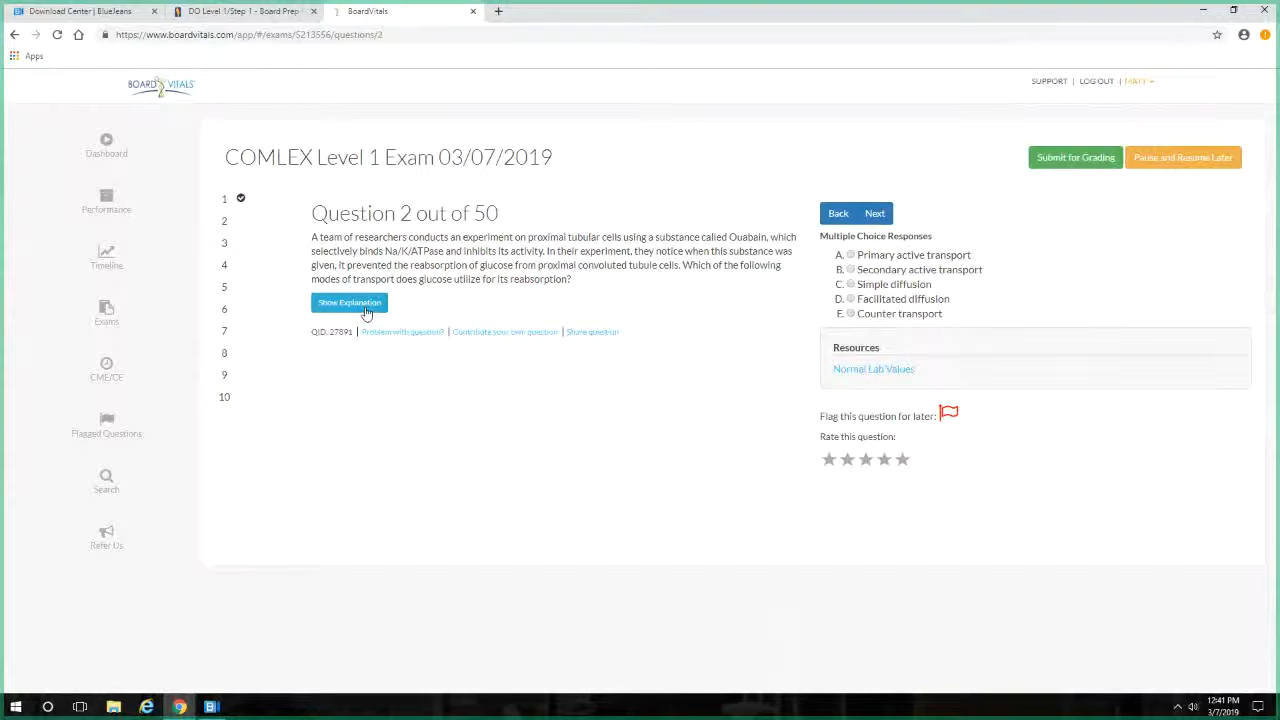 Download Center | BlueJeans
DO Level 1/Step 1 - Board Prep
BoardVitals
https://www.boardvitals.com/app/#/exams/5213556/questions/2
Apps
BOARD VITALS
SUPPORT | LOG OUT | MATT
Dashboard
Performance
Timeline
Exams
CME/CE
Flagged Questions
Search
Refer Us
COMLEX Level 1 Exam 03/07/2019
Submit for Grading
Pause and Resume Later
1
2
3
4
5
6
7
8
9
10
Question 2 out of 50
A team of researchers conducts an experiment on proximal tubular cells using a substance called Ouabain, which
selectively binds Na/K/ATPase and inhibits its activity. In their experiment, they notice when this substance was
given, it prevented the reabsorption of glucose from proximal convoluted tubule cells. Which of the following
modes of transport does glucose utilize for its reabsorption?
Show Explanation
QID: 27891 | Problem with question? | Contribute your own question | Share question
Back Next
Multiple Choice Responses
A. Primary active transport
B. Secondary active transport
C. Simple diffusion
D. Facilitated diffusion
E. Counter transport
Resources
Normal Lab Values
Flag this question for later:
Rate this question:
12:41 PM
3/7/2019